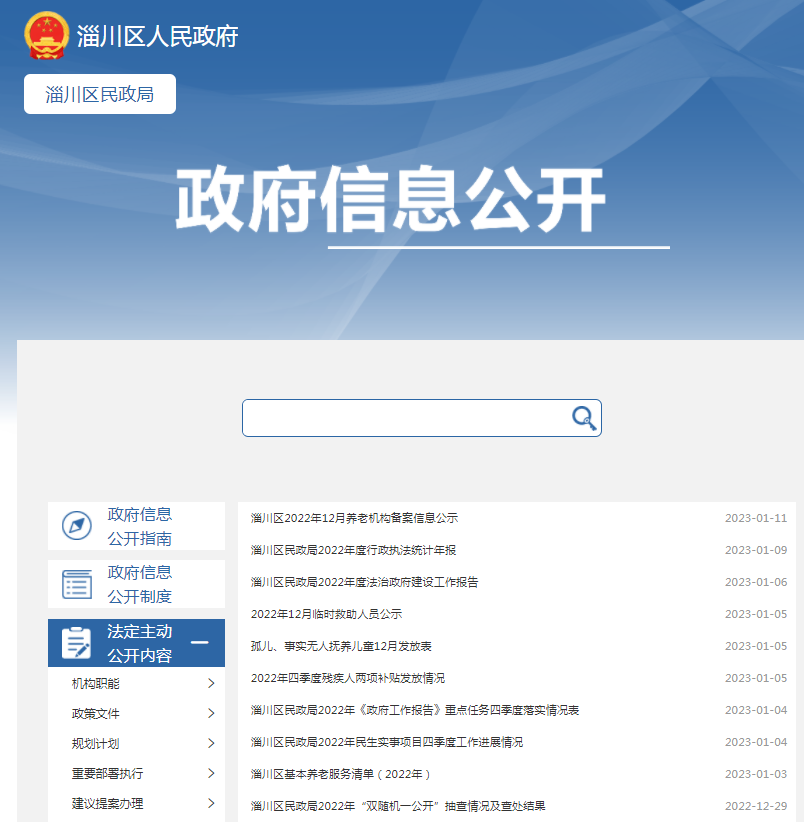 淄川区人民政府
淄川区民政局
政府信息公开
政府信息
公开指南
政府信息
公开制度
法定主动
公开内容
机构职能
政策文件
规划计划
重要部署执行
建议提案办理
淄川区2022年12月养老机构备案信息公示 2023-01-11
淄川区民政局2022年度行政执法统计年报 2023-01-09
淄川区民政局2022年度法治政府建设工作报告 2023-01-06
2022年12月临时救助人员公示 2023-01-05
孤儿、事实无人抚养儿童12月发放表 2023-01-05
2022年四季度残疾人两项补贴发放情况 2023-01-05
淄川区民政局2022年《政府工作报告》重点任务四季度落实情况表 2023-01-04
淄川区民政局2022年民生实事项目四季度工作进展情况 2023-01-04
淄川区基本养老服务清单（2022年） 2023-01-03
淄川区民政局2022年“双随机一公开”抽查情况及查处结果 2022-12-29